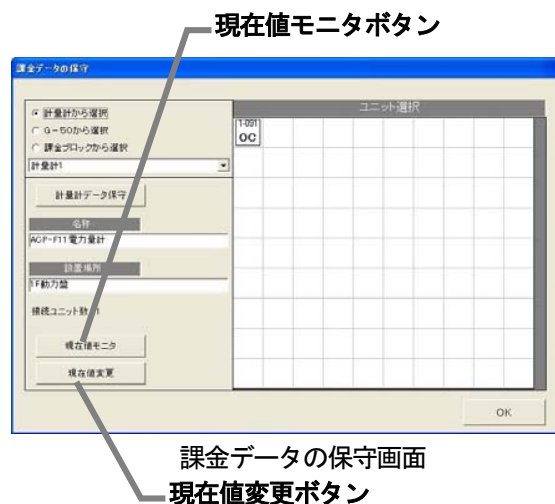 現在値モニタボタン
課金データの保守
計量計から選択
G-50から選択
課金ブロックから選択
計量計1
計量計データ保守
名称
AGP-F11電力量計
設置場所
1F動力盤
接続ユニット数 1
現在値モニタ
現在値変更
ユニット選択
1-091
OC
OK
課金データの保守画面
現在値変更ボタン